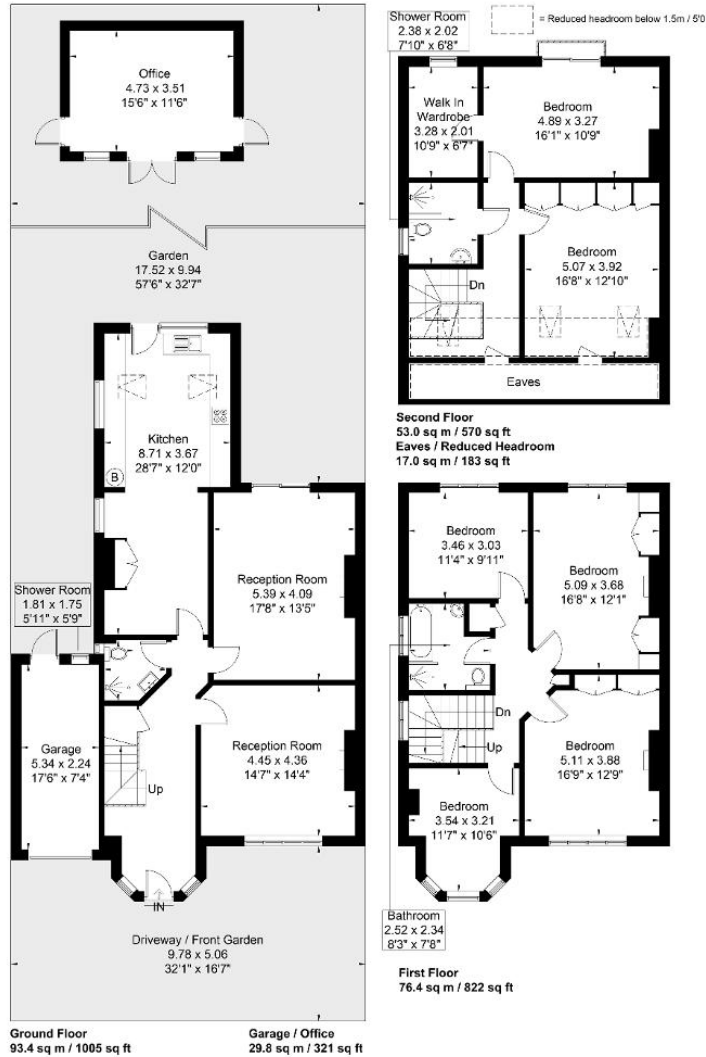 Office
4.73 x 3.51
15'6" x 11'6"
Garden
17.52 x 9.94
57'6" x 32'7"
Kitchen
8.71 x 3.67
28'7" x 12'0"
B
Reception Room
5.39 x 4.09
17'8" x 13'5"
Shower Room
1.81 x 1.75
5'11" x 5'9"
Garage
5.34 x 2.24
17'6" x 7'4"
Up
Reception Room
4.45 x 4.36
14'7" x 14'4"
IN
Driveway / Front Garden
9.78 x 5.06
32'1" x 16'7"
Ground Floor
93.4 sq m / 1005 sq ft
Garage / Office
29.8 sq m / 321 sq ft
Shower Room
2.38 x 2.02
7'10" x 6'8"
= Reduced headroom below 1.5m / 5'0
Walk In
Wardrobe
3.28 x 2.01
10'9" x 6'7"
Bedroom
4.89 x 3.27
16'1" x 10'9"
Bedroom
5.07 x 3.92
16'8" x 12'10"
Dn
Eaves
Second Floor
53.0 sq m / 570 sq ft
Eaves / Reduced Headroom
17.0 sq m / 183 sq ft
Bedroom
3.46 x 3.03
11'4" x 9'11"
Bedroom
5.09 x 3.68
16'8" x 12'1"
Dn
Up
Bedroom
5.11 x 3.88
16'9" x 12'9"
Bedroom
3.54 x 3.21
11'7" x 10'6"
Bathroom
2.52 x 2.34
8'3" x 7'8"
First Floor
76.4 sq m / 822 sq ft